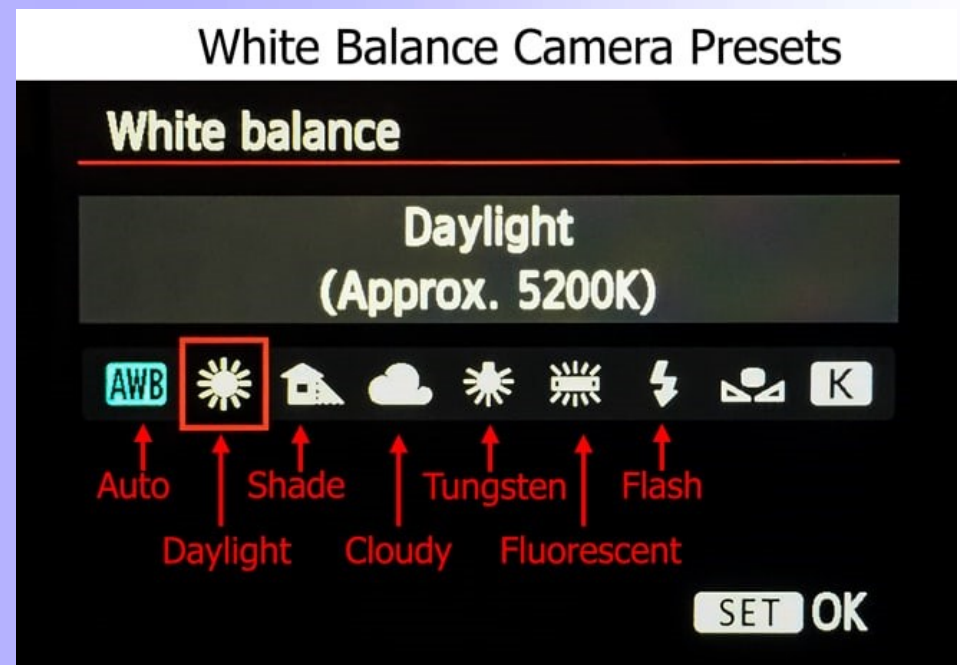 White Balance Camera Presets
White balance
Daylight
(Approx. 5200K)
AWB K
Auto Shade Tungsten Flash
Daylight Cloudy Fluorescent
SET OK